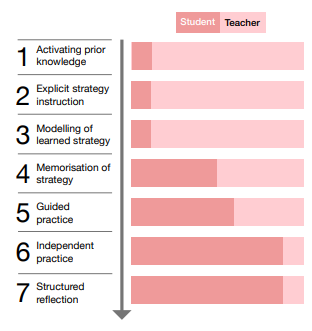 Student Teacher
1 Activating prior
knowledge
2 Explicit strategy
instruction
3 Modelling of
learned strategy
4 Memorisation of
strategy
5 Guided
practice
6 Independent
practice
7 Structured
reflection